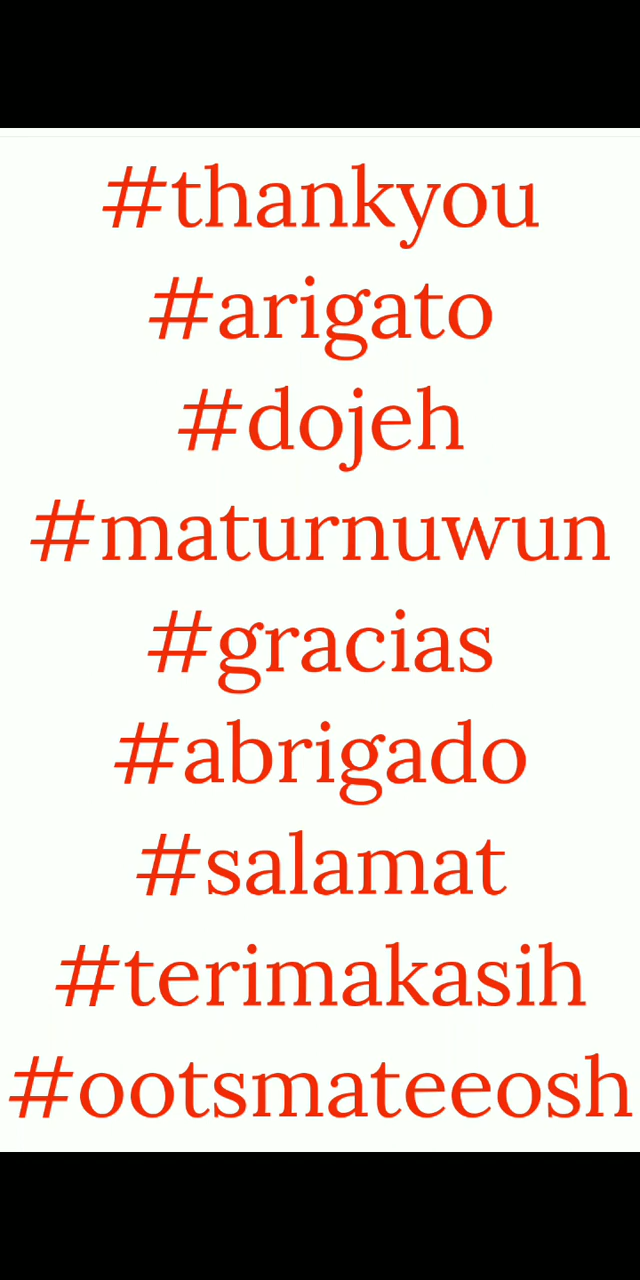 #thankyou
#arigato
#dojeh
#maturnuwun
#gracias
#abrigado
#salamat
#terimakasih
#ootsmateeosh